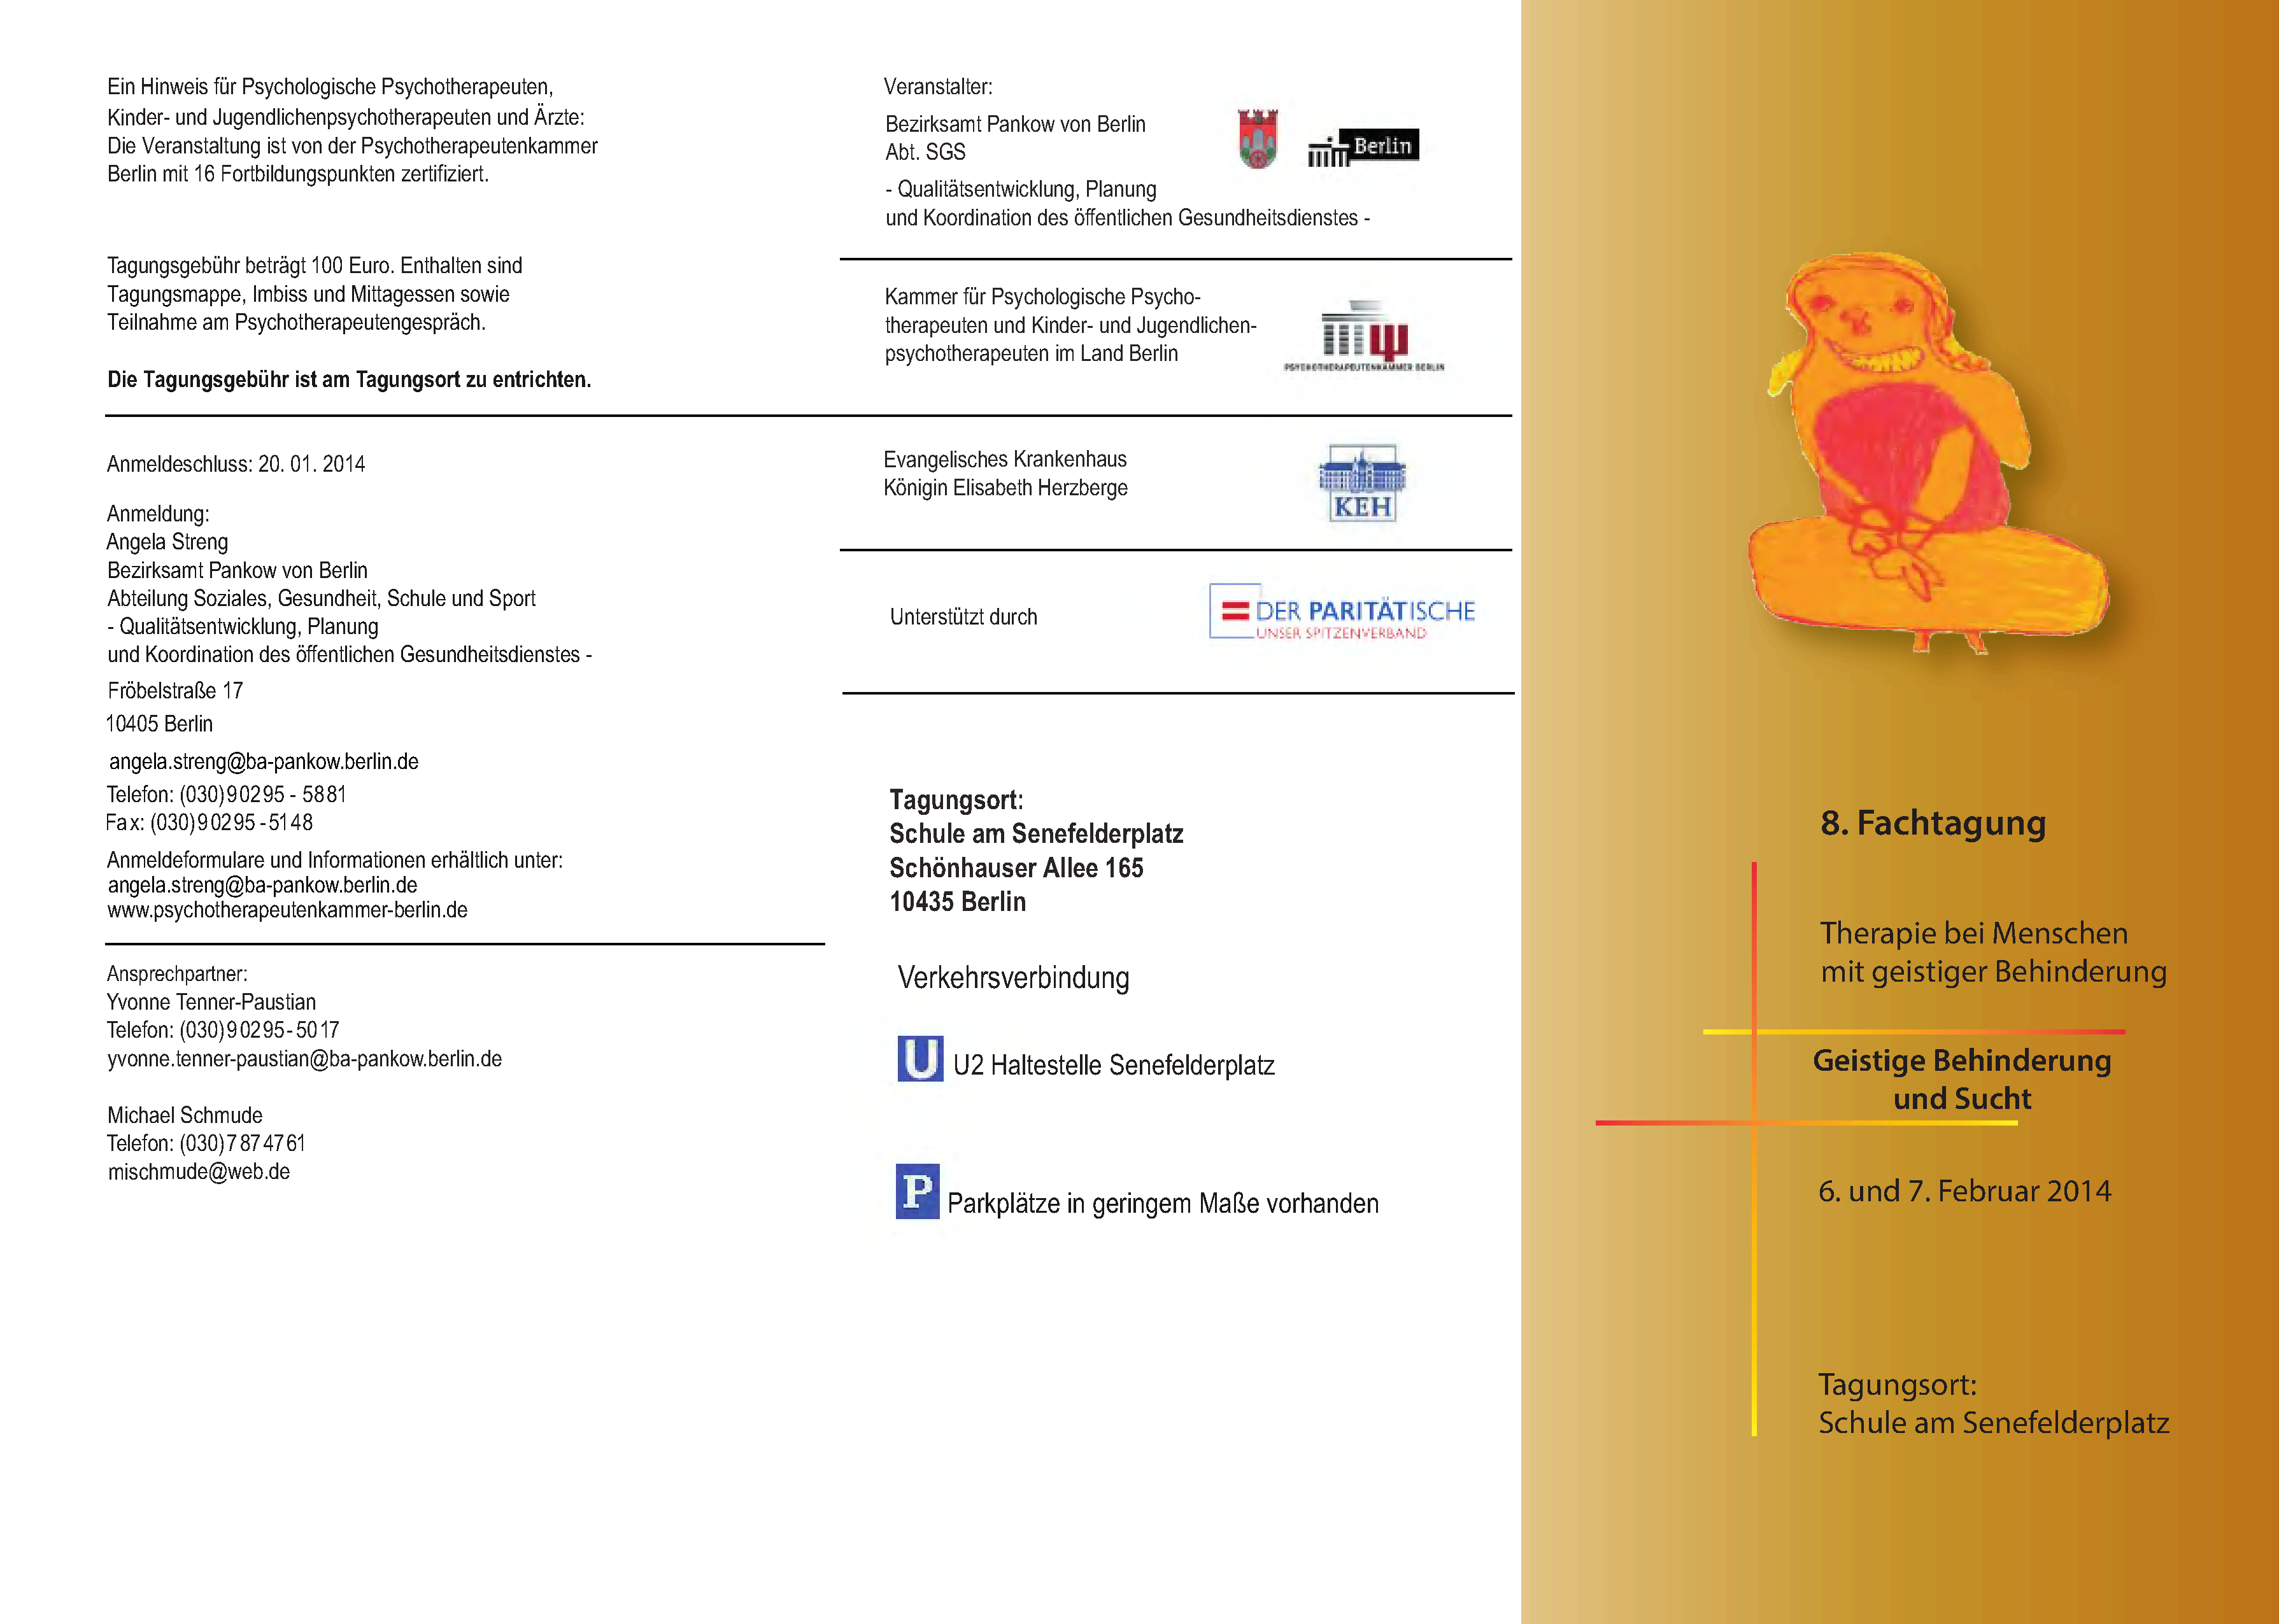 Ein Hinweis für Psychologische Psychotherapeuten,
Kinder- und Jugendlichenpsychotherapeuten und Ärzte:
Die Veranstaltung ist von der Psychotherapeutenkammer
Berlin mit 16 Fortbildungspunkten zertifiziert.
Tagungsgebühr beträgt 100 Euro. Enthalten sind
Tagungsmappe, Imbiss und Mittagessen sowie
Teilnahme am Psychotherapeutengespräch.
Die Tagungsgebühr ist am Tagungsort zu entrichten.
Anmeldeschluss: 20. 01. 2014
Anmeldung:
Angela Streng
Bezirksamt Pankow von Berlin
Abteilung Soziales, Gesundheit, Schule und Sport
- Qualitätsentwicklung, Planung
und Koordination des öffentlichen Gesundheitsdienstes -
Fröbelstraße 17
10405 Berlin
angela.streng@ba-pankow.berlin.de
Telefon: (030)90295 - 5881
Fax: (030)90295 -5148
Anmeldeformulare und Informationen erhältlich unter:
angela.streng@ba-pankow.berlin.de
www.psychotherapeutenkammer-berlin.de
Ansprechpartner:
Yvonne Tenner-Paustian
Telefon: (030)90295-5017
yvonne.tenner-paustian@ba-pankow.berlin.de
Michael Schmude
Telefon: (030)7874761
mischmude@web.de
Veranstalter:
Bezirksamt Pankow von Berlin
Abt. SGS
Berlin
- Qualitätsentwicklung, Planung
und Koordination des öffentlichen Gesundheitsdienstes -
Kammer für Psychologische Psycho-
therapeuten und Kinder- und Jugendlichen-
psychotherapeuten im Land Berlin
PSYCHOTHERAPEUTENKAMMER BERLIN
Evangelisches Krankenhaus
Königin Elisabeth Herzberge
KEH
Unterstützt durch
DER PARITÄTISCHE
UNSER SPITZENVERBAND
Tagungsort:
Schule am Senefelderplatz
Schönhauser Allee 165
10435 Berlin
Verkehrsverbindung
U U2 Haltestelle Senefelderplatz
P Parkplätze in geringem Maße vorhanden
8. Fachtagung
Therapie bei Menschen
mit geistiger Behinderung
Geistige Behinderung
und Sucht
6. und 7. Februar 2014
Tagungsort:
Schule am Senefelderplatz